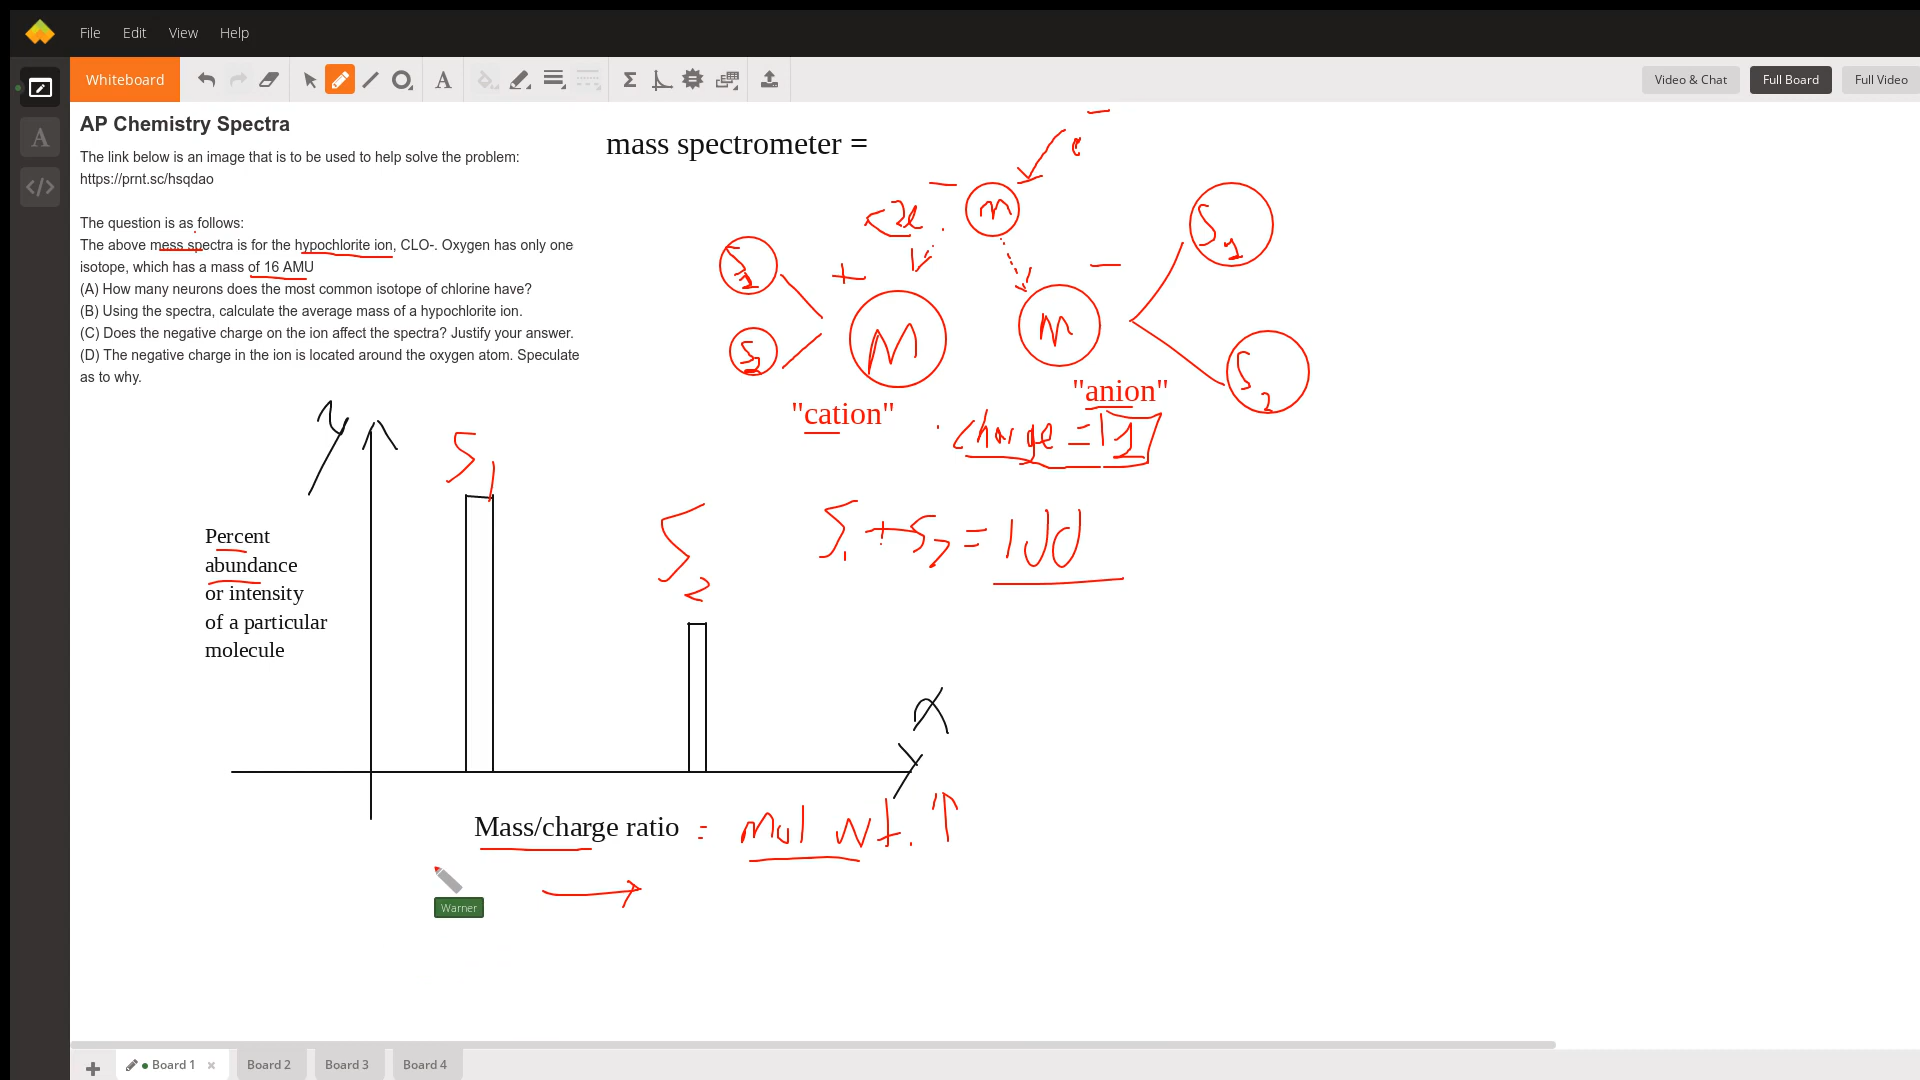 File Edit View Help
Whiteboard
A
Σ
Video & Chat Full Board Full Video
A
</>
AP Chemistry Spectra
The link below is an image that is to be used to help solve the problem:
https://prnt.sc/hsqdao
The question is as follows:
The above mess spectra is for the hypochlorite ion, CLO-. Oxygen has only one
isotope, which has a mass of 16 AMU
(A) How many neurons does the most common isotope of chlorine have?
(B) Using the spectra, calculate the average mass of a hypochlorite ion.
(C) Does the negative charge on the ion affect the spectra? Justify your answer.
(D) The negative charge in the ion is located around the oxygen atom. Speculate
as to why.
mass spectrometer =
e -
m -
2e
S1
S2
M +
m -
S1
S2
"cation"
"anion"
charge = 1
S1 + S2 = 100
y
S1
S2
Percent
abundance
or intensity
of a particular
molecule
x
Mass/charge ratio = Mol wt. ↑
Warner
Board 1 Board 2 Board 3 Board 4